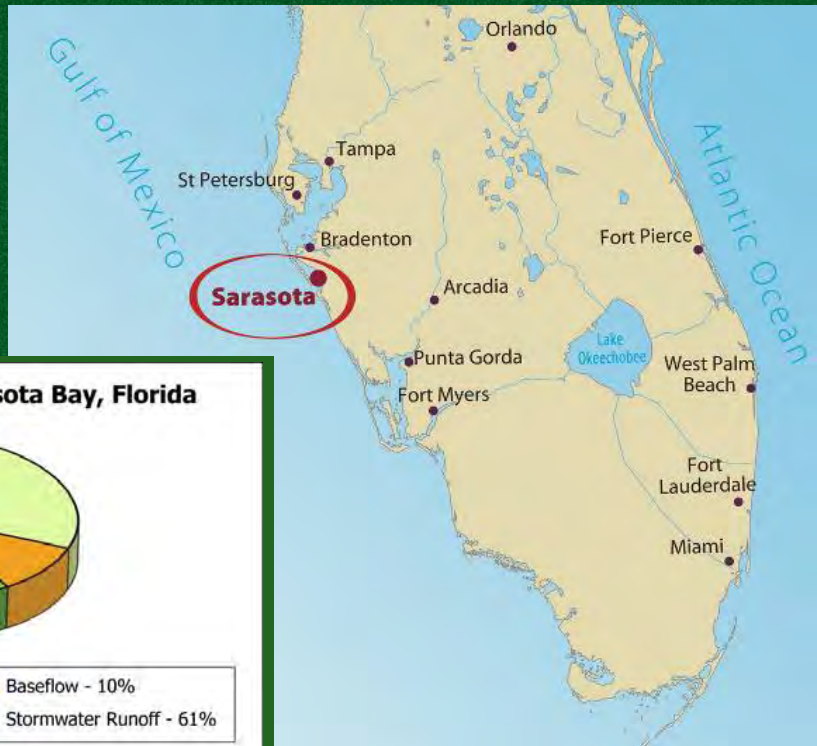 Orlando
Gulf of Mexico
Tampa
St Petersburg
Atlantic Ocean
Bradenton
Fort Pierce
Sarasota
Arcadia
Lake
Okeechobee
Punta Gorda
West Palm
Beach
Fort Myers
Fort
Lauderdale
Miami
sota Bay, Florida
Baseflow - 10%
Stormwater Runoff - 61%